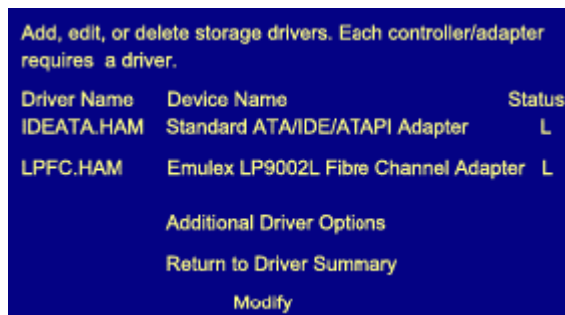 Add, edit, or delete storage drivers. Each controller/adapter
requires a driver.
Driver Name Device Name Status
IDEATA.HAM Standard ATA/IDE/ATAPI Adapter L
LPFC.HAM Emulex LP9002L Fibre Channel Adapter L
Additional Driver Options
Return to Driver Summary
Modify